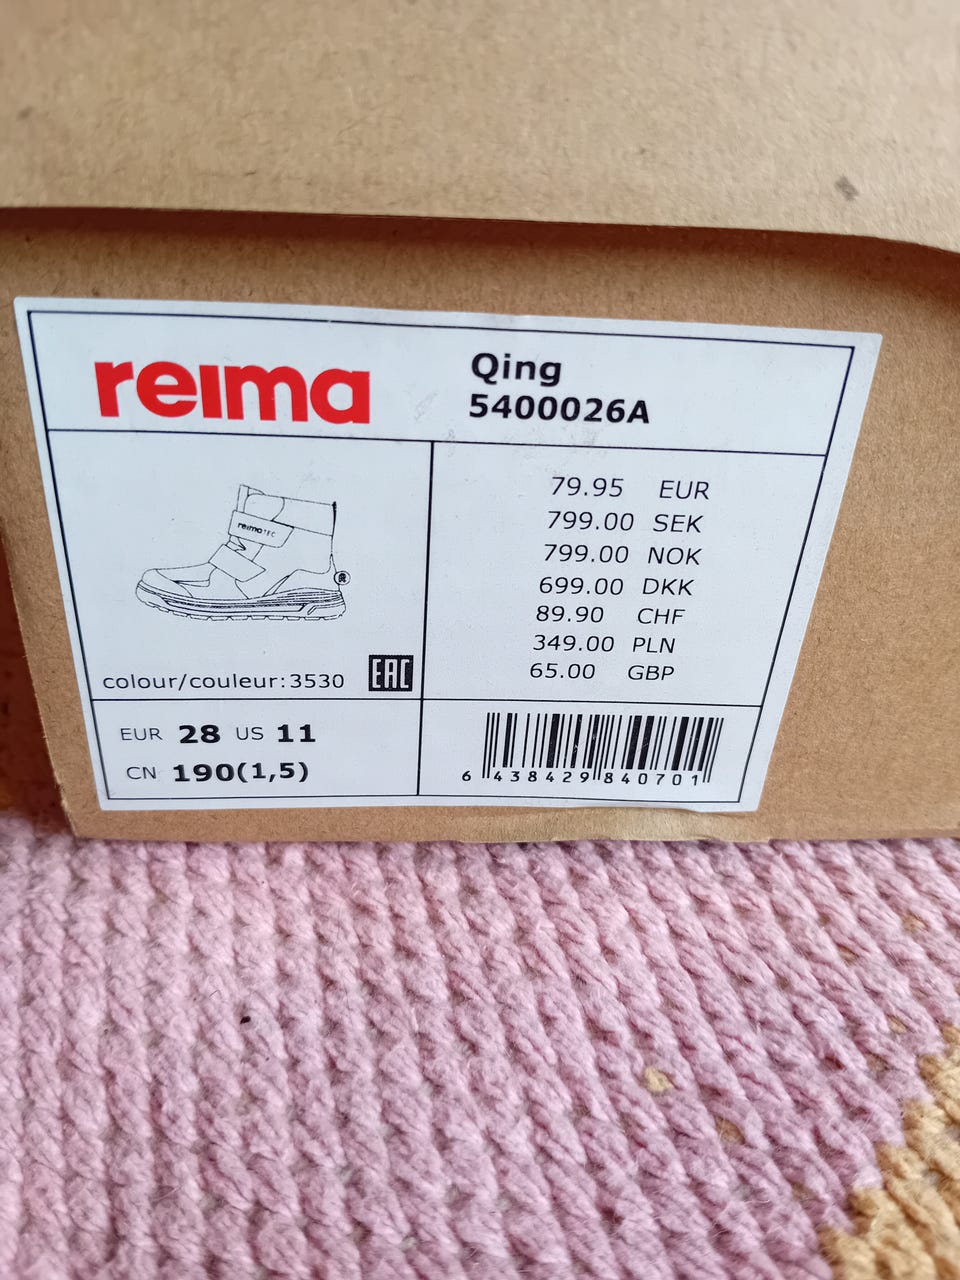 reima
Qing
5400026A
reimaTEC
R
colour/couleur:3530
EAC
79.95 EUR
799.00 SEK
799.00 NOK
699.00 DKK
89.90 CHF
349.00 PLN
65.00 GBP
EUR 28 US 11
CN 190(1,5)
6 438429 840701